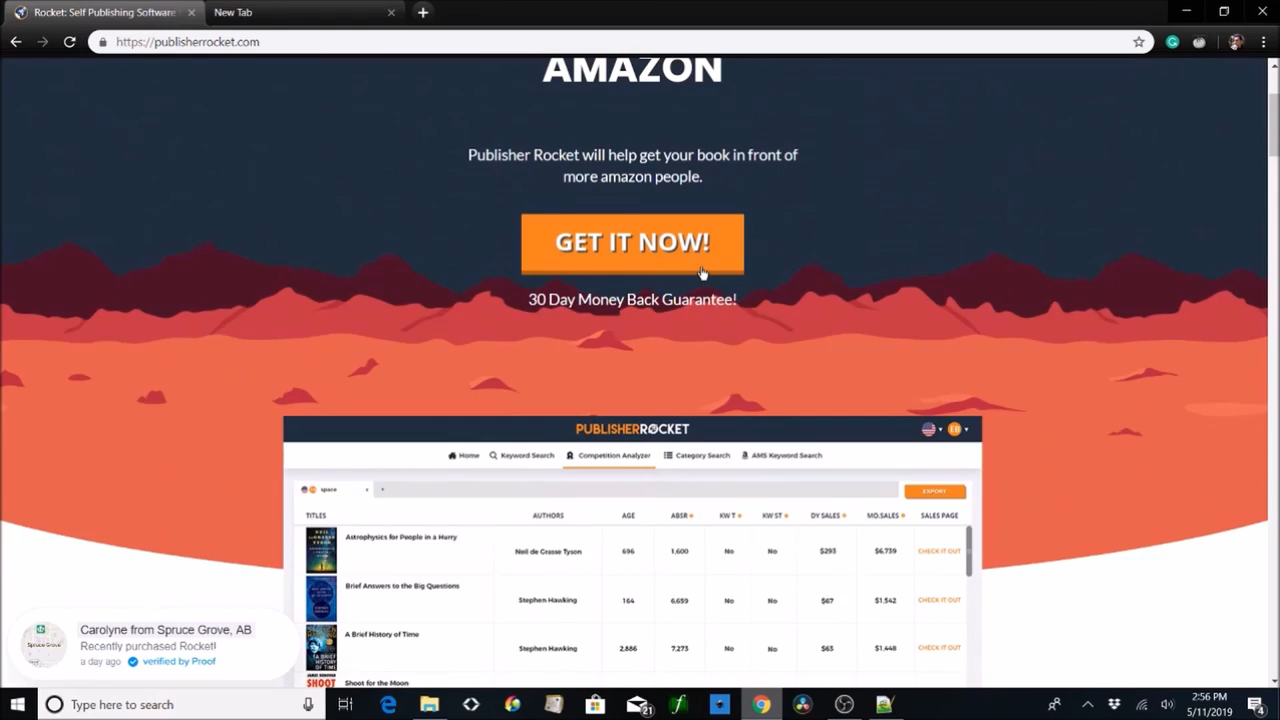 Rocket: Self Publishing Software
New Tab
https://publisherrocket.com
AMAZON
Publisher Rocket will help get your book in front of
more amazon people.
GET IT NOW!
30 Day Money Back Guarantee!
PUBLISHERROCKET
EB
Home Keyword Search Competition Analyzer Category Search AMS Keyword Search
space
EXPORT
TITLES AUTHORS AGE ABSR KW T KW ST DY SALES MO.SALES SALES PAGE
Astrophysics for People in a Hurry Neil de Grasse Tyson 696 1,600 No No $293 $6,739 CHECK IT OUT
Brief Answers to the Big Questions Stephen Hawking 164 6,659 No No $67 $1,542 CHECK IT OUT
A Brief History of Time Stephen Hawking 2,886 7,273 No No $63 $1,448 CHECK IT OUT
Shoot for the Moon
SHOOT
Spruce Grove
Carolyne from Spruce Grove, AB
Recently purchased Rocket!
a day ago verified by Proof
Type here to search
21
2:56 PM
5/11/2019
4